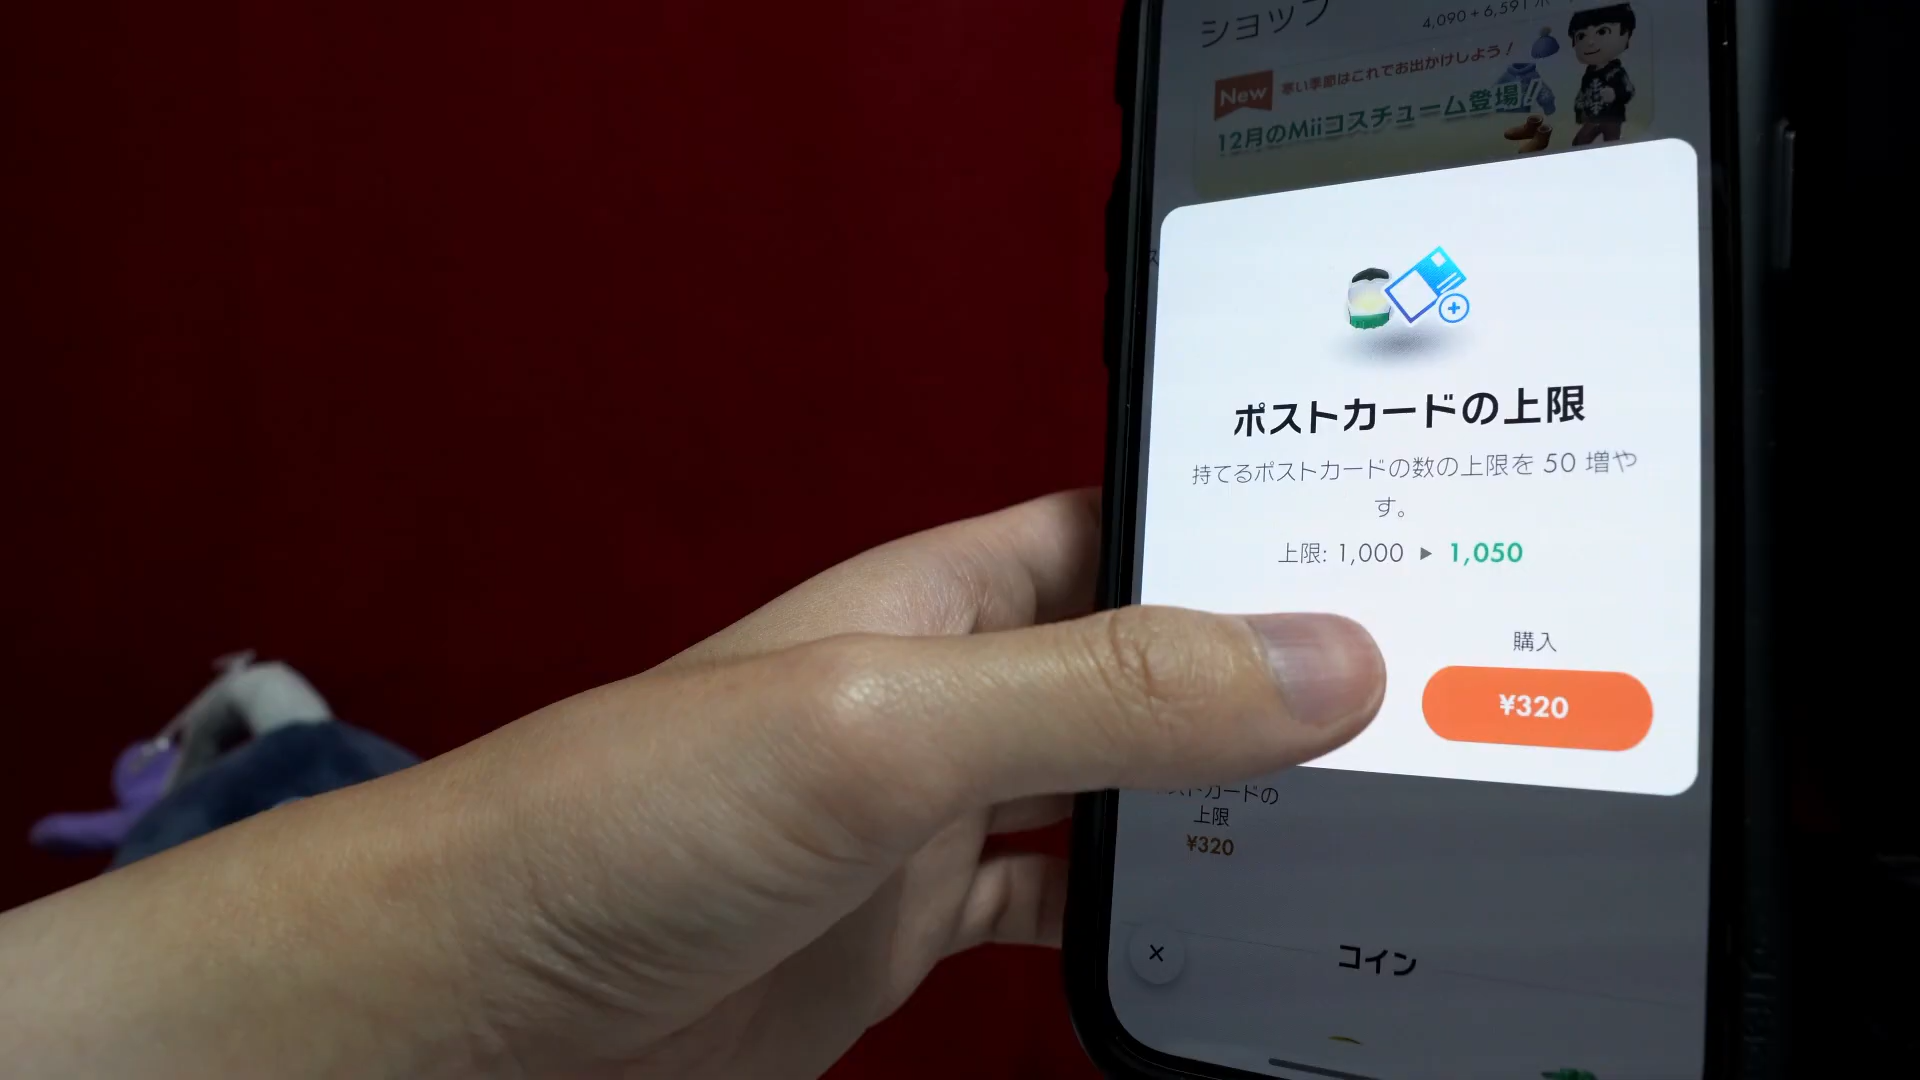 ショップ
4,090 + 6,591
New
寒い季節はこれでお出かけしよう!
12月のMiiコスチューム登場!
ス
ポストカードの上限
持てるポストカードの数の上限を 50 増や
す。
上限: 1,000 ▶ 1,050
購入
¥320
ストカードの
上限
¥320
×
コイン